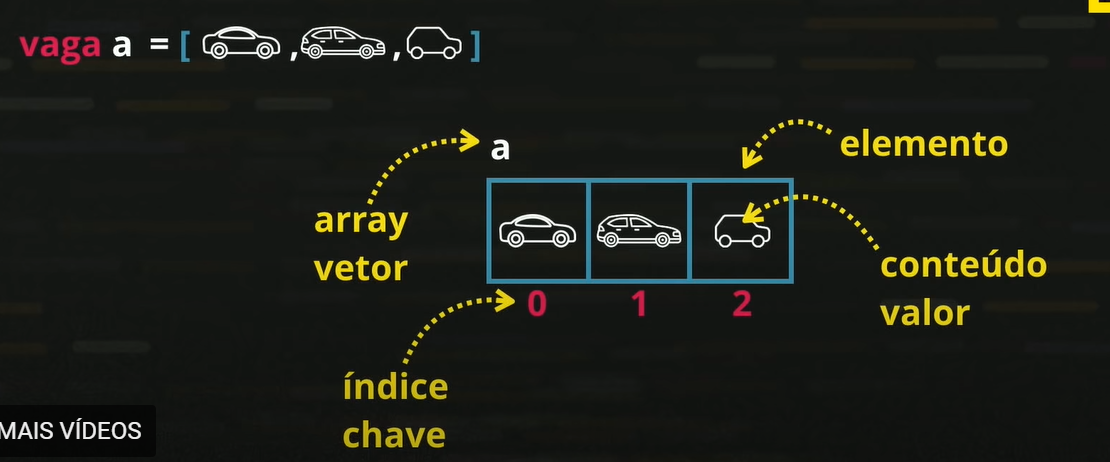 vaga a = [ , , ]
a
elemento
array
vetor
conteúdo
valor
0 1 2
índice
chave
MAIS VÍDEOS